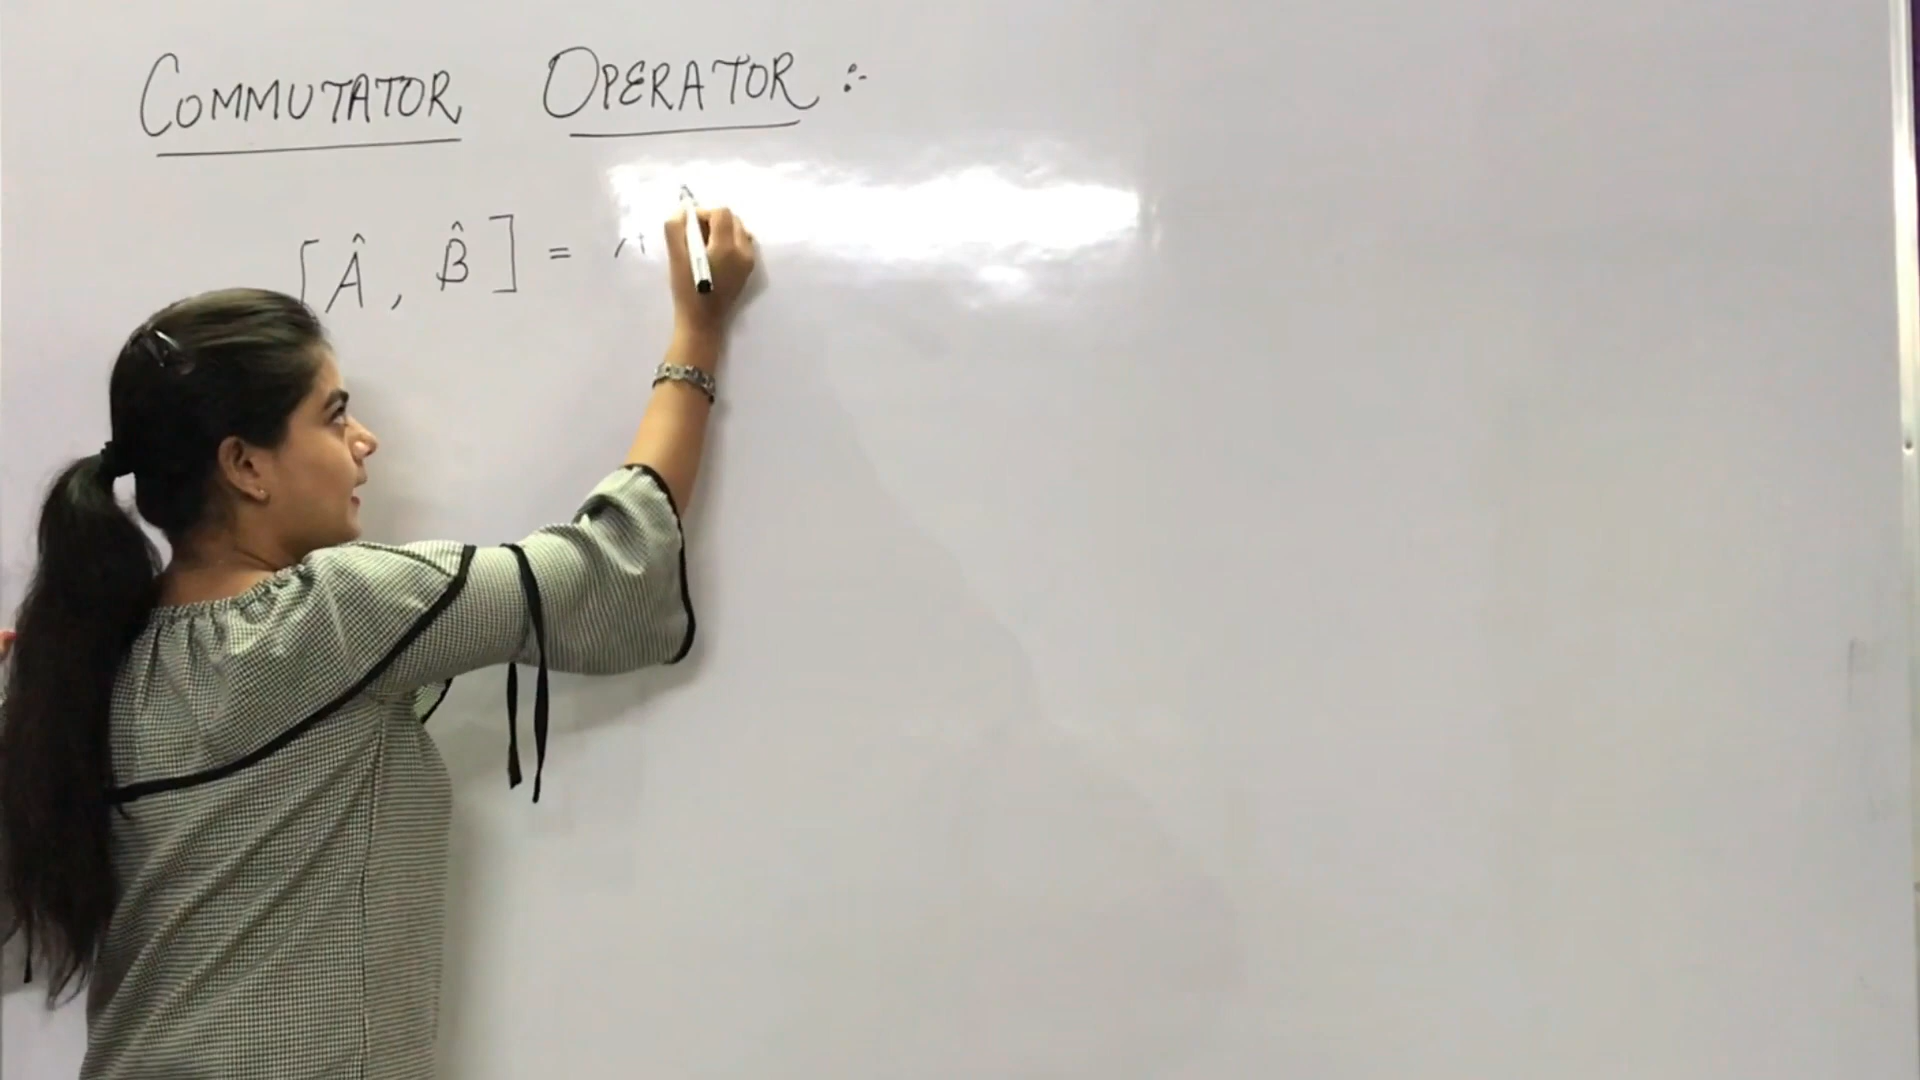 COMMUTATOR OPERATOR :-
[Â, B̂] =